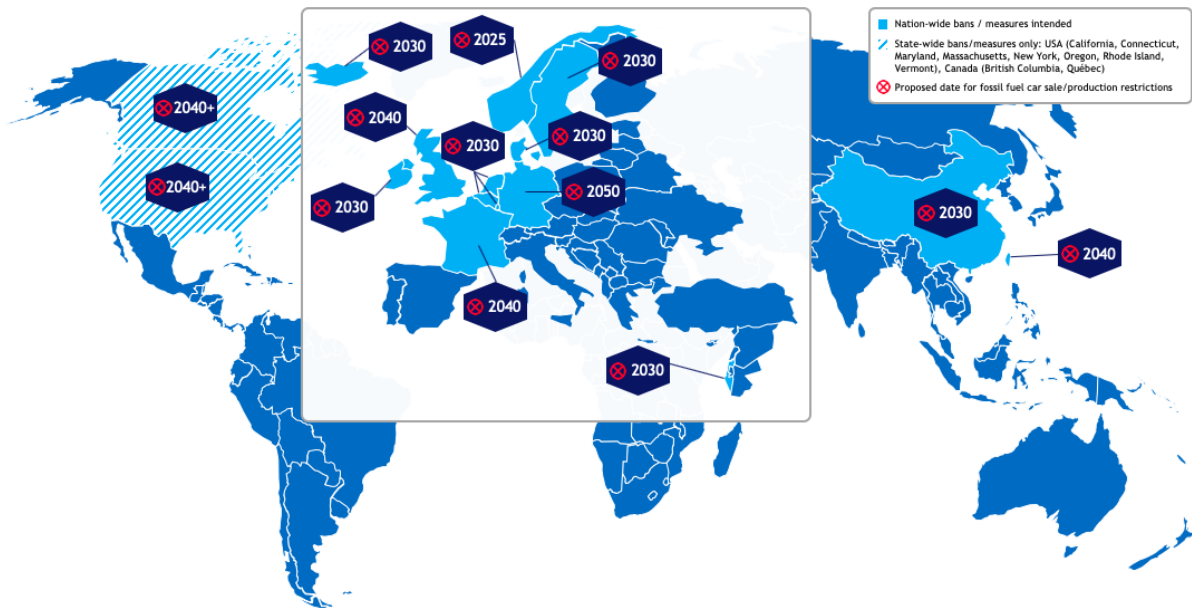 Nation-wide bans / measures intended
State-wide bans/measures only: USA (California, Connecticut,
Maryland, Massachusetts, New York, Oregon, Rhode Island,
Vermont), Canada (British Columbia, Québec)
Proposed date for fossil fuel car sale/production restrictions
2030
2025
2030
2040+
2040
2030
2030
2040+
2050
2030
2030
2040
2040
2030